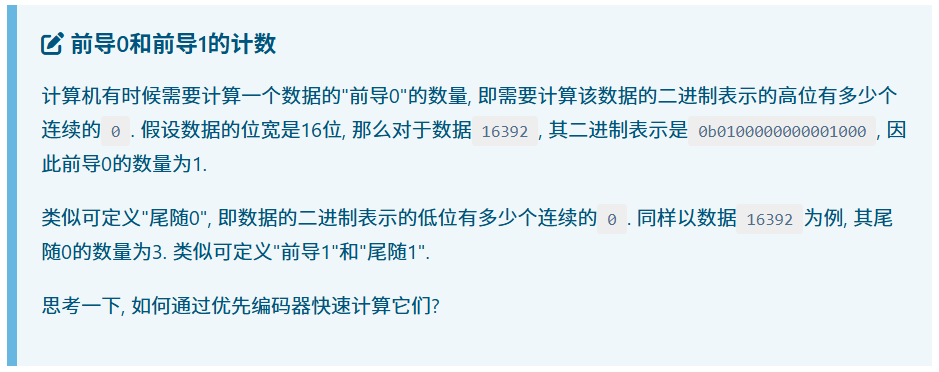 前导0和前导1的计数
计算机有时候需要计算一个数据的"前导0"的数量, 即需要计算该数据的二进制表示的高位有多少个
连续的 0 . 假设数据的位宽是16位, 那么对于数据 16392 , 其二进制表示是 0b0100000000001000 , 因
此前导0的数量为1.
类似可定义"尾随0", 即数据的二进制表示的低位有多少个连续的 0 . 同样以数据 16392 为例, 其尾
随0的数量为3. 类似可定义"前导1"和"尾随1".
思考一下, 如何通过优先编码器快速计算它们?